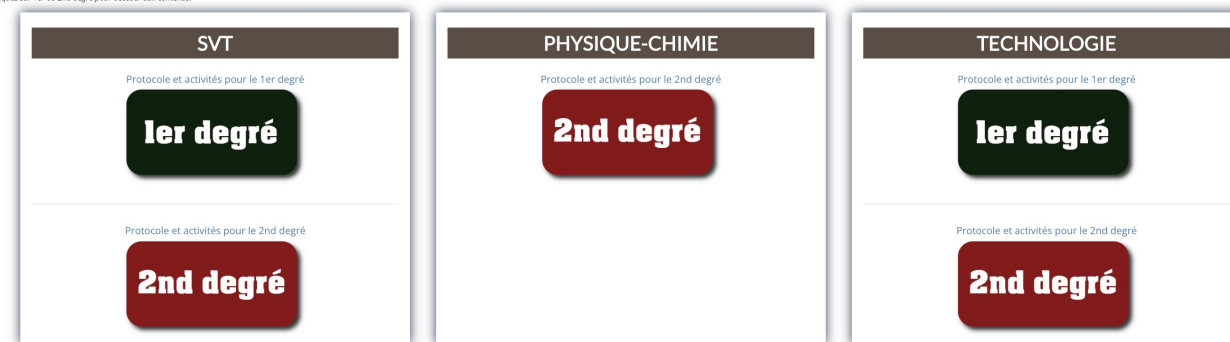 SVT
Protocole et activités pour le 1er degré
1er degré
Protocole et activités pour le 2nd degré
2nd degré
PHYSIQUE-CHIMIE
Protocole et activités pour le 2nd degré
2nd degré
TECHNOLOGIE
Protocole et activités pour le 1er degré
1er degré
Protocole et activités pour le 2nd degré
2nd degré